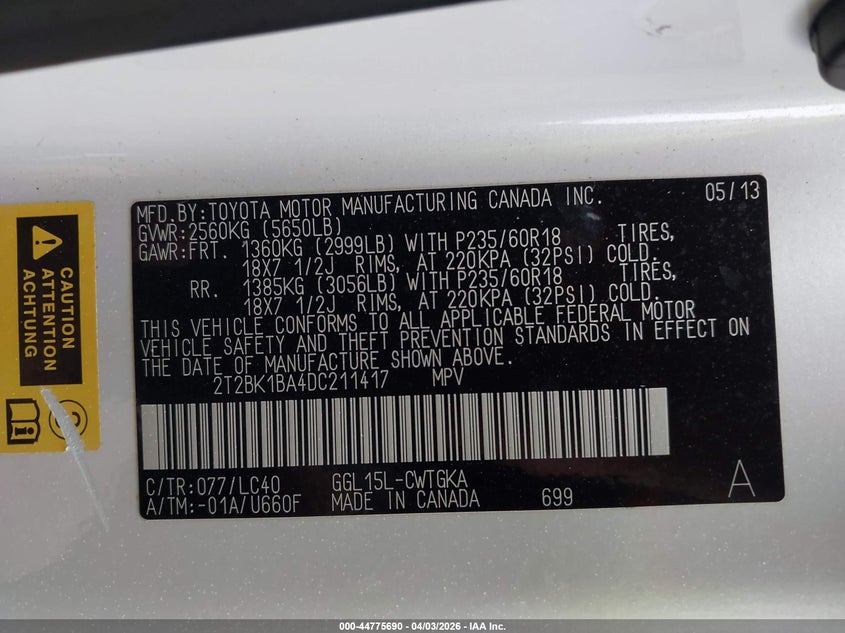 MFD.BY:TOYOTA MOTOR MANUFACTURING CANADA INC. 05/13
GVWR:2560KG (5650LB)
GAWR:FRT. 1360KG (2999LB) WITH P235/60R18 TIRES,
18X7 1/2J RIMS, AT 220KPA (32PSI) COLD.
RR. 1385KG (3056LB) WITH P235/60R18 TIRES,
18X7 1/2J RIMS, AT 220KPA (32PSI) COLD.
THIS VEHICLE CONFORMS TO ALL APPLICABLE FEDERAL MOTOR
VEHICLE SAFETY AND THEFT PREVENTION STANDARDS IN EFFECT ON
THE DATE OF MANUFACTURE SHOWN ABOVE.
2T2BK1BA4DC211417 MPV
C/TR:077/LC40 GGL15L-CWTGKA
A/TM:-01A/U660F MADE IN CANADA 699 A
CAUTION
ATTENTION
ACHTUNG
000-44775690 - 04/03/2026 - IAA Inc.